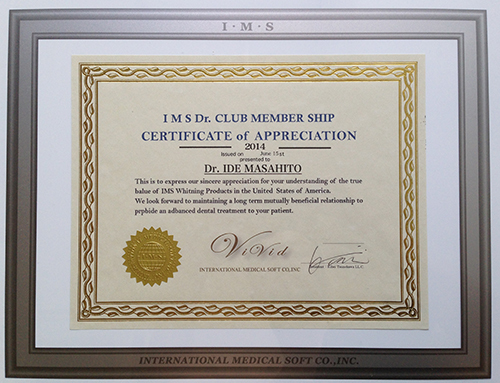 I · M · S
I M S Dr. CLUB MEMBER SHIP
CERTIFICATE of APPRECIATION
2014
Issued on June 15st
presented to
Dr. IDE MASAHITO
This is to express our sincere appreciation for your understanding of the true
balue of IMS Whitning Products in the United States of America.
We look forward to maintaining a long term mutually beneficial relationship to
prpbide an adbanced dental treatment to your patient.
ViVid
INTERNATIONAL MEDICAL SOFT CO,INC
INTERNATIONAL MEDICAL SOFT CO., INC.